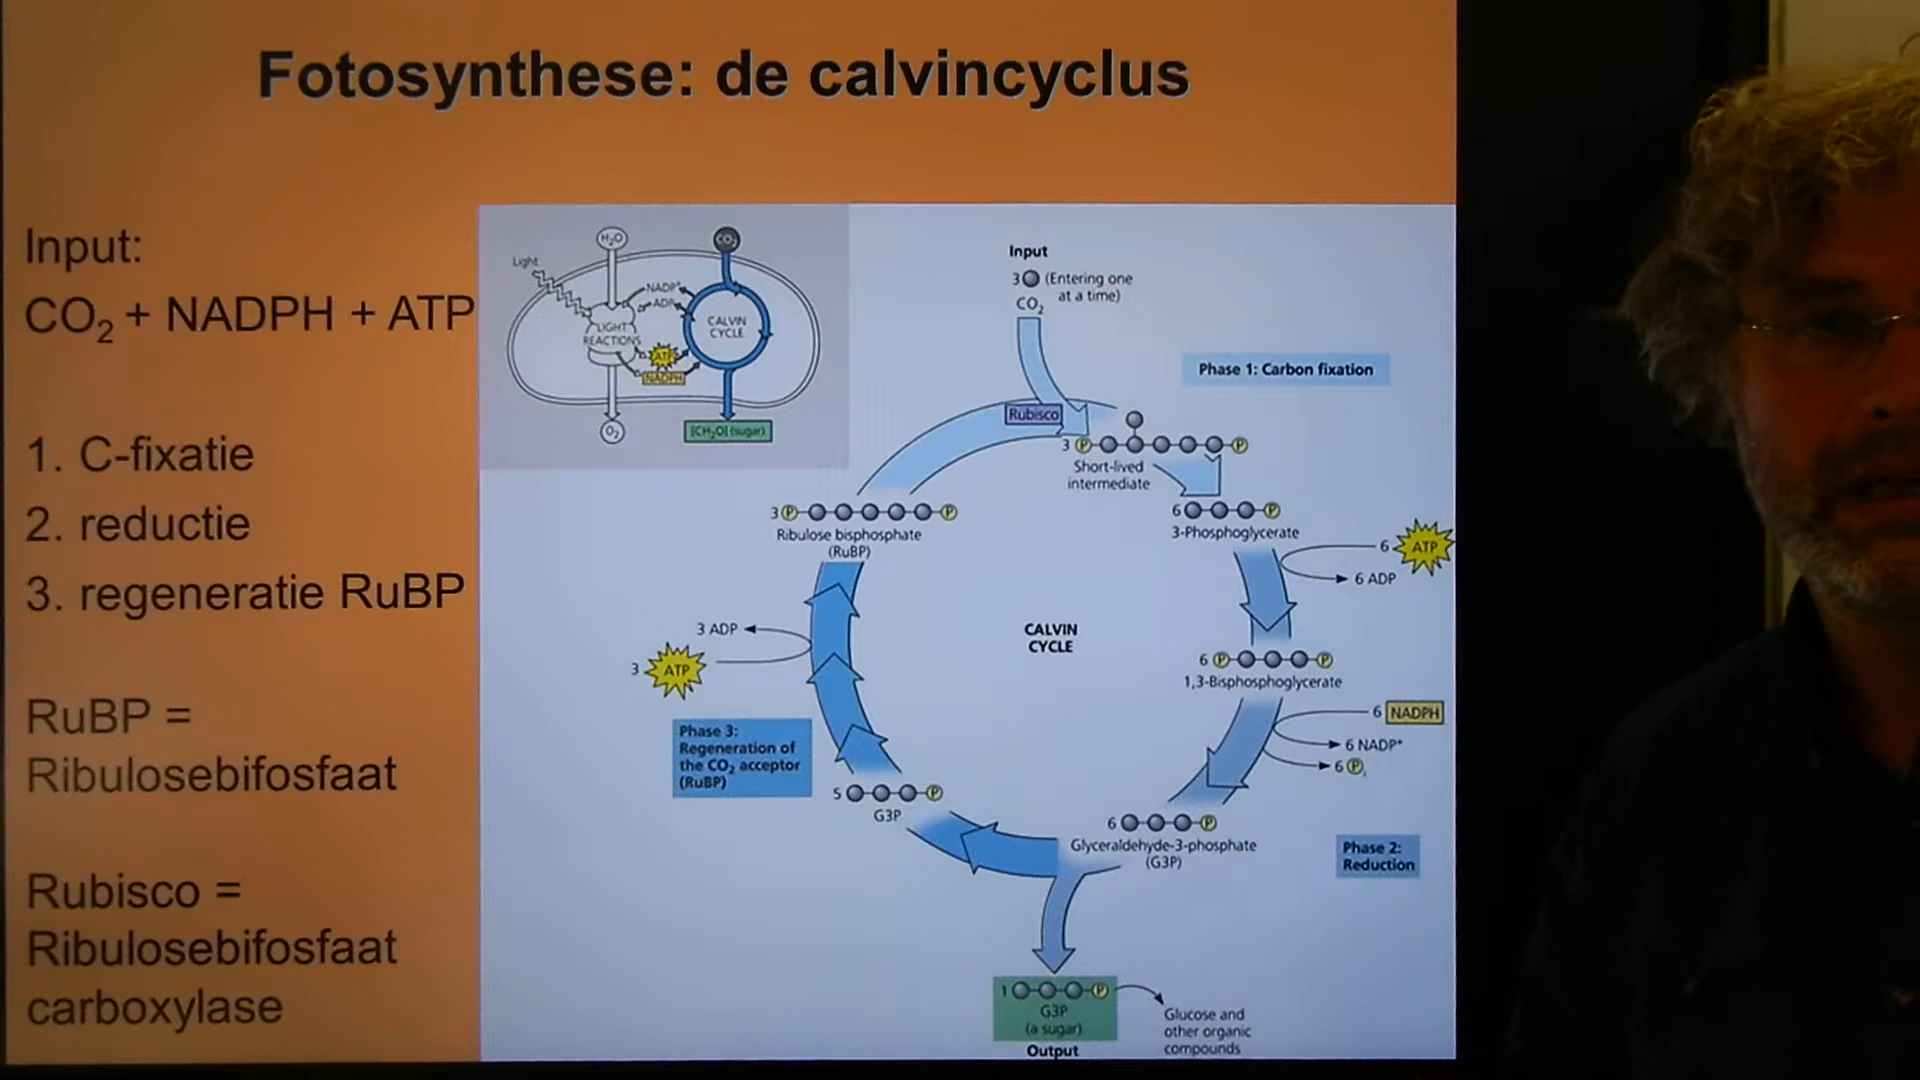 Fotosynthese: de calvincyclus
Input:
CO₂ + NADPH + ATP
1. C-fixatie
2. reductie
3. regeneratie RuBP
RuBP =
Ribulosebifosfaat
Rubisco =
Ribulosebifosfaat
carboxylase
H₂O
CO₂
Light
NADP⁺
ADP
LIGHT
REACTIONS
CALVIN
CYCLE
ATP
NADPH
O₂
[CH₂O] (sugar)
Input
3 (Entering one
CO₂ at a time)
Phase 1: Carbon fixation
Rubisco
3 P P
Short-lived
intermediate
3 P P
Ribulose bisphosphate
(RuBP)
6 P
3-Phosphoglycerate
6 ATP
6 ADP
CALVIN
CYCLE
3 ADP
3 ATP
6 P P
1,3-Bisphosphoglycerate
6 NADPH
6 NADP⁺
6 Pᵢ
Phase 3:
Regeneration of
the CO₂ acceptor
(RuBP)
5 P
G3P
6 P
Glyceraldehyde-3-phosphate
(G3P)
Phase 2:
Reduction
1 P
G3P
(a sugar)
Output
Glucose and
other organic
compounds